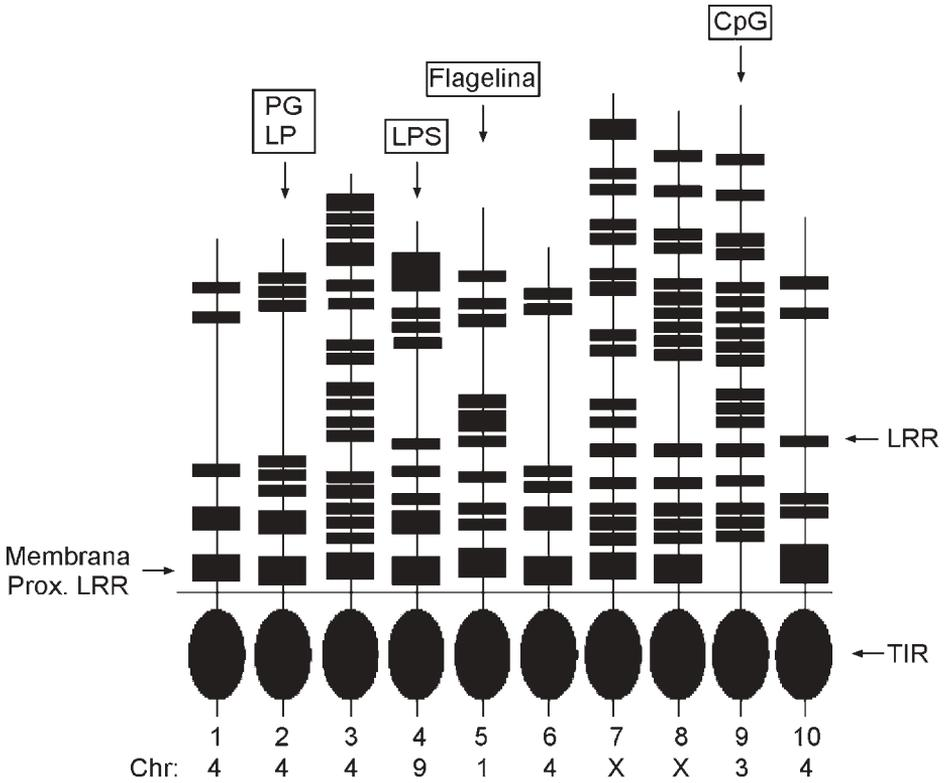 CpG
Flagelina
PG
LP
LPS
LRR
Membrana
Prox. LRR
TIR
1 2 3 4 5 6 7 8 9 10
Chr: 4 4 4 9 1 4 X X 3 4